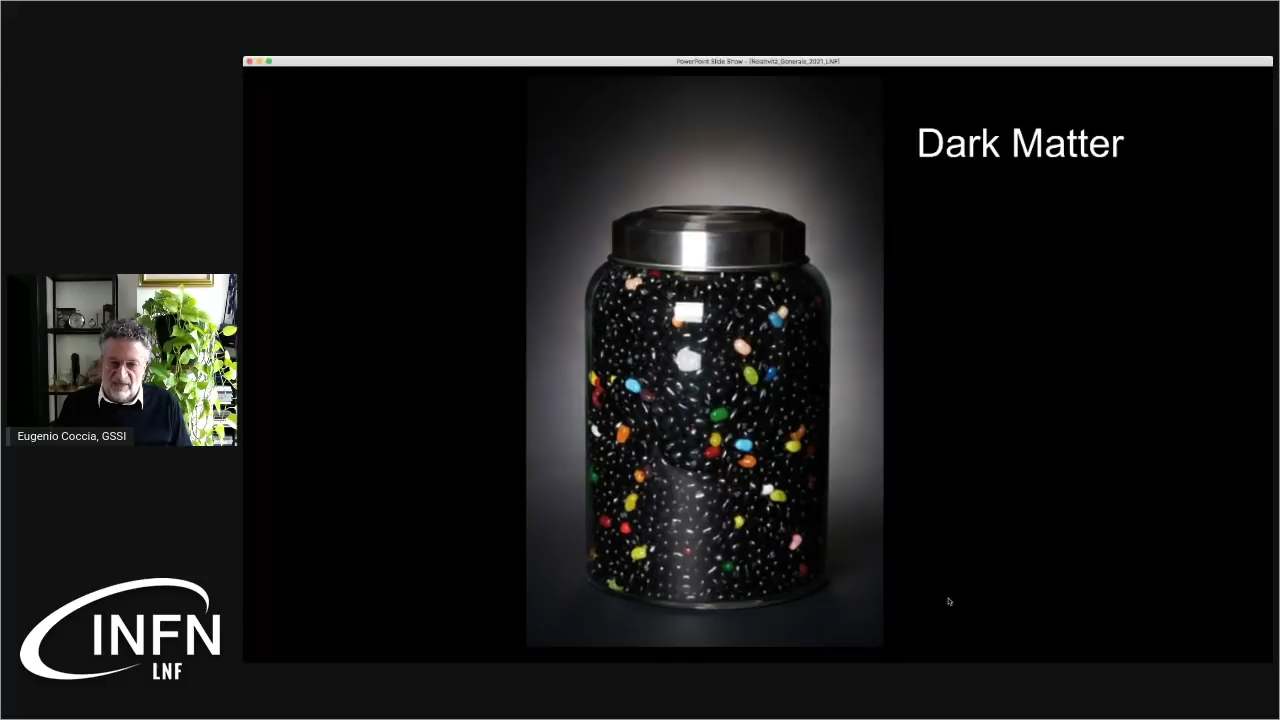 PowerPoint Slide Show - [Relatività_Generale_2021_LNF]
Dark Matter
Eugenio Coccia, GSSI
INFN
LNF